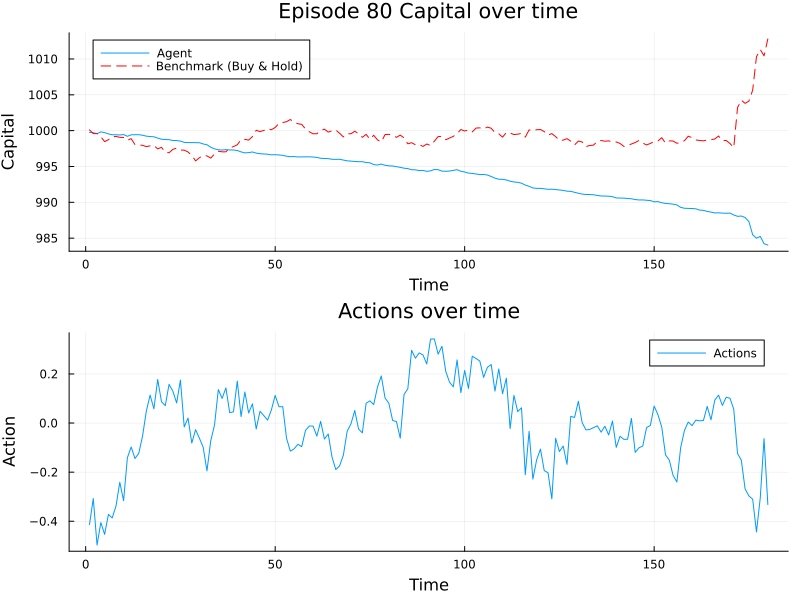 Episode 80 Capital over time
Agent
Benchmark (Buy & Hold)
Capital
1010
1005
1000
995
990
985
0
50
100
150
Time
Actions over time
Actions
Action
0.2
0.0
−0.2
−0.4
0
50
100
150
Time